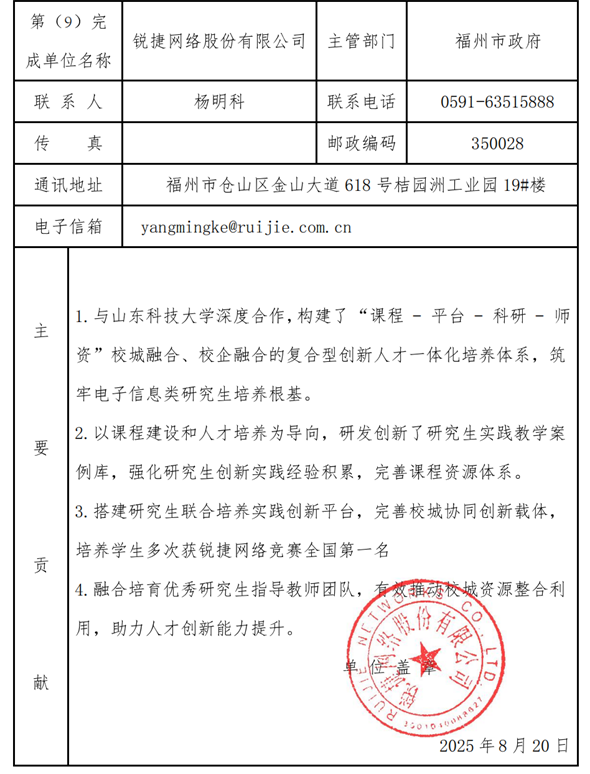 第（9）完 锐捷网络股份有限公司 主管部门 福州市政府
成单位名称
联 系 人 杨明科 联系电话 0591-63515888
传 真 邮政编码 350028
通讯地址 福州市仓山区金山大道 618 号桔园洲工业园 19#楼
电子信箱 yangmingke@ruijie.com.cn
主要贡献
1.与山东科技大学深度合作,构建了“课程 - 平台 - 科研 - 师
资”校城融合、校企融合的复合型创新人才一体化培养体系，筑
牢电子信息类研究生培养根基。
2.以课程建设和人才培养为导向，研发创新了研究生实践教学案
例库，强化研究生创新实践经验积累，完善课程资源体系。
3.搭建研究生联合培养实践创新平台，完善校城协同创新载体，
培养学生多次获锐捷网络竞赛全国第一名
4.融合培育优秀研究生指导教师团队，有效推动校城资源整合利
用，助力人才创新能力提升。
单 位 盖 章
RUIJIE NETWORKS CO., LTD.
锐捷网络股份有限公司
2025 年 8 月 20 日